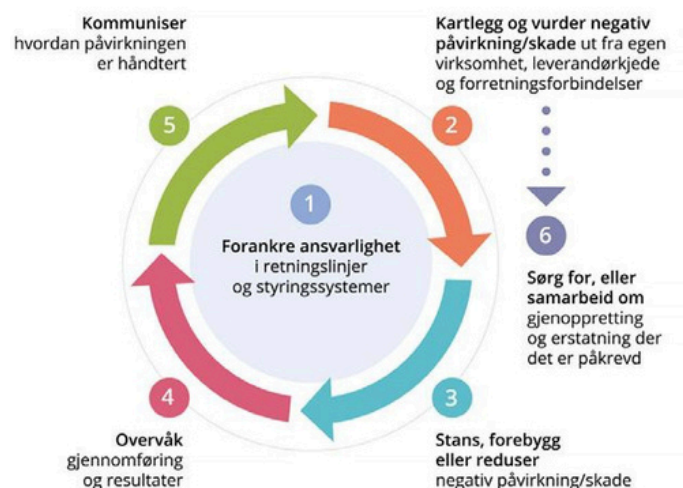 1
Forankre ansvarlighet
i retningslinjer
og styringssystemer
2
Kartlegg og vurder negativ
påvirkning/skade ut fra egen
virksomhet, leverandørkjede
og forretningsforbindelser
3
Stans, forebygg
eller reduser
negativ påvirkning/skade
4
Overvåk
gjennomføring
og resultater
5
Kommuniser
hvordan påvirkningen
er håndtert
6
Sørg for, eller
samarbeid om
gjenoppretting
og erstatning der
det er påkrevd